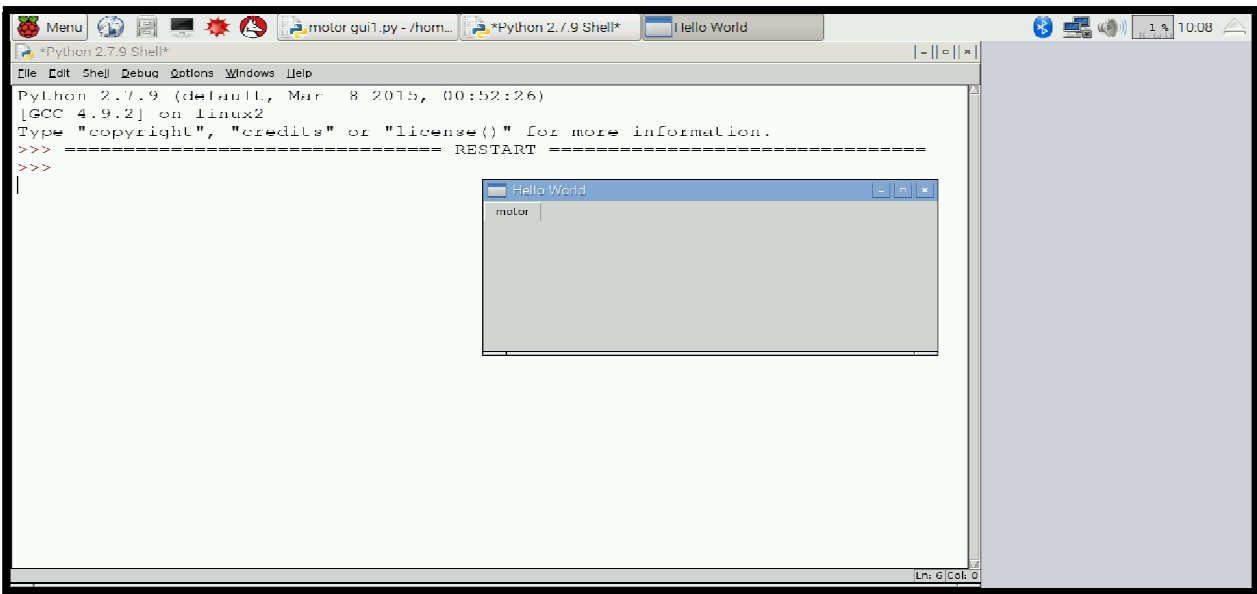 Menu motor gui1.py - /hom... *Python 2.7.9 Shell* Hello World 1 % 10:08
*Python 2.7.9 Shell*
File Edit Shell Debug Options Windows Help
Python 2.7.9 (default, Mar 8 2015, 00:52:26)
[GCC 4.9.2] on linux2
Type "copyright", "credits" or "license()" for more information.
>>> ================================ RESTART ================================
>>>
Hello World
motor
Ln: 6 Col: 0